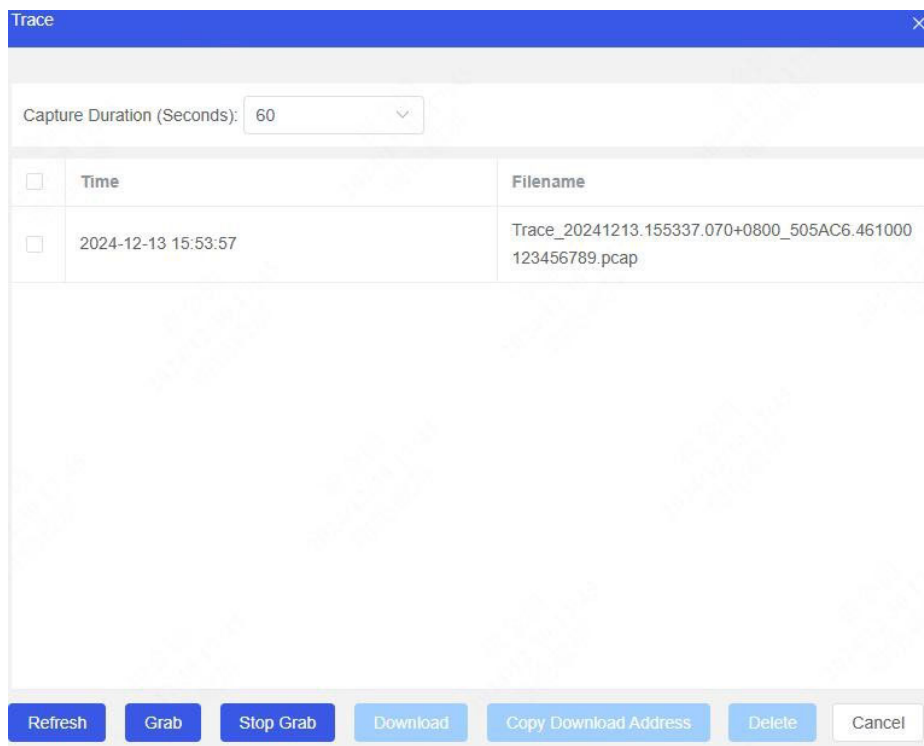 Trace
Capture Duration (Seconds): 60
Time Filename
2024-12-13 15:53:57 Trace_20241213.155337.070+0800_505AC6.461000
123456789.pcap
Refresh Grab Stop Grab Download Copy Download Address Delete Cancel